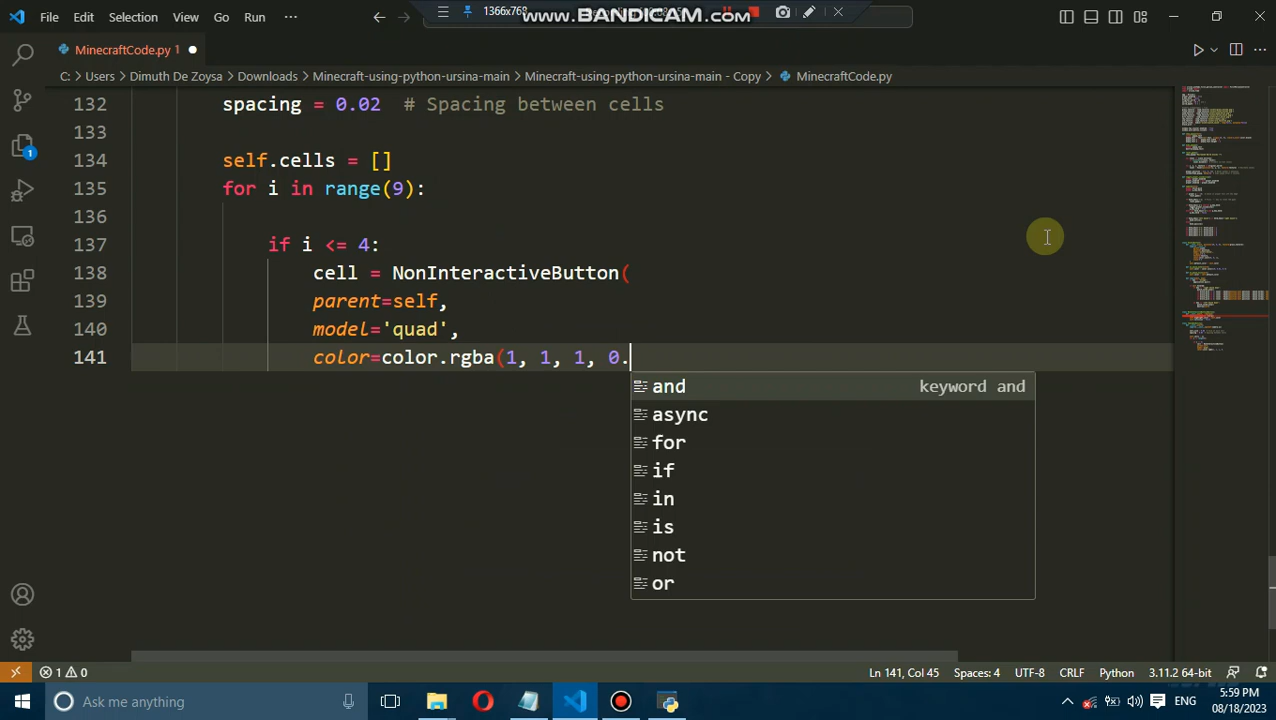 File Edit Selection View Go Run ···
1366x768
www.BANDICAM.com
MinecraftCode.py 1
C: > Users > Dimuth De Zoysa > Downloads > Minecraft-using-python-ursina-main > Minecraft-using-python-ursina-main - Copy > MinecraftCode.py
132 spacing = 0.02 # Spacing between cells
133
134 self.cells = []
135 for i in range(9):
136
137 if i <= 4:
138 cell = NonInteractiveButton(
139 parent=self,
140 model='quad',
141 color=color.rgba(1, 1, 1, 0.
and keyword and
async
for
if
in
is
not
or
1
1 0 Ln 141, Col 45 Spaces: 4 UTF-8 CRLF Python 3.11.2 64-bit
Ask me anything
ENG
5:59 PM
08/18/2023